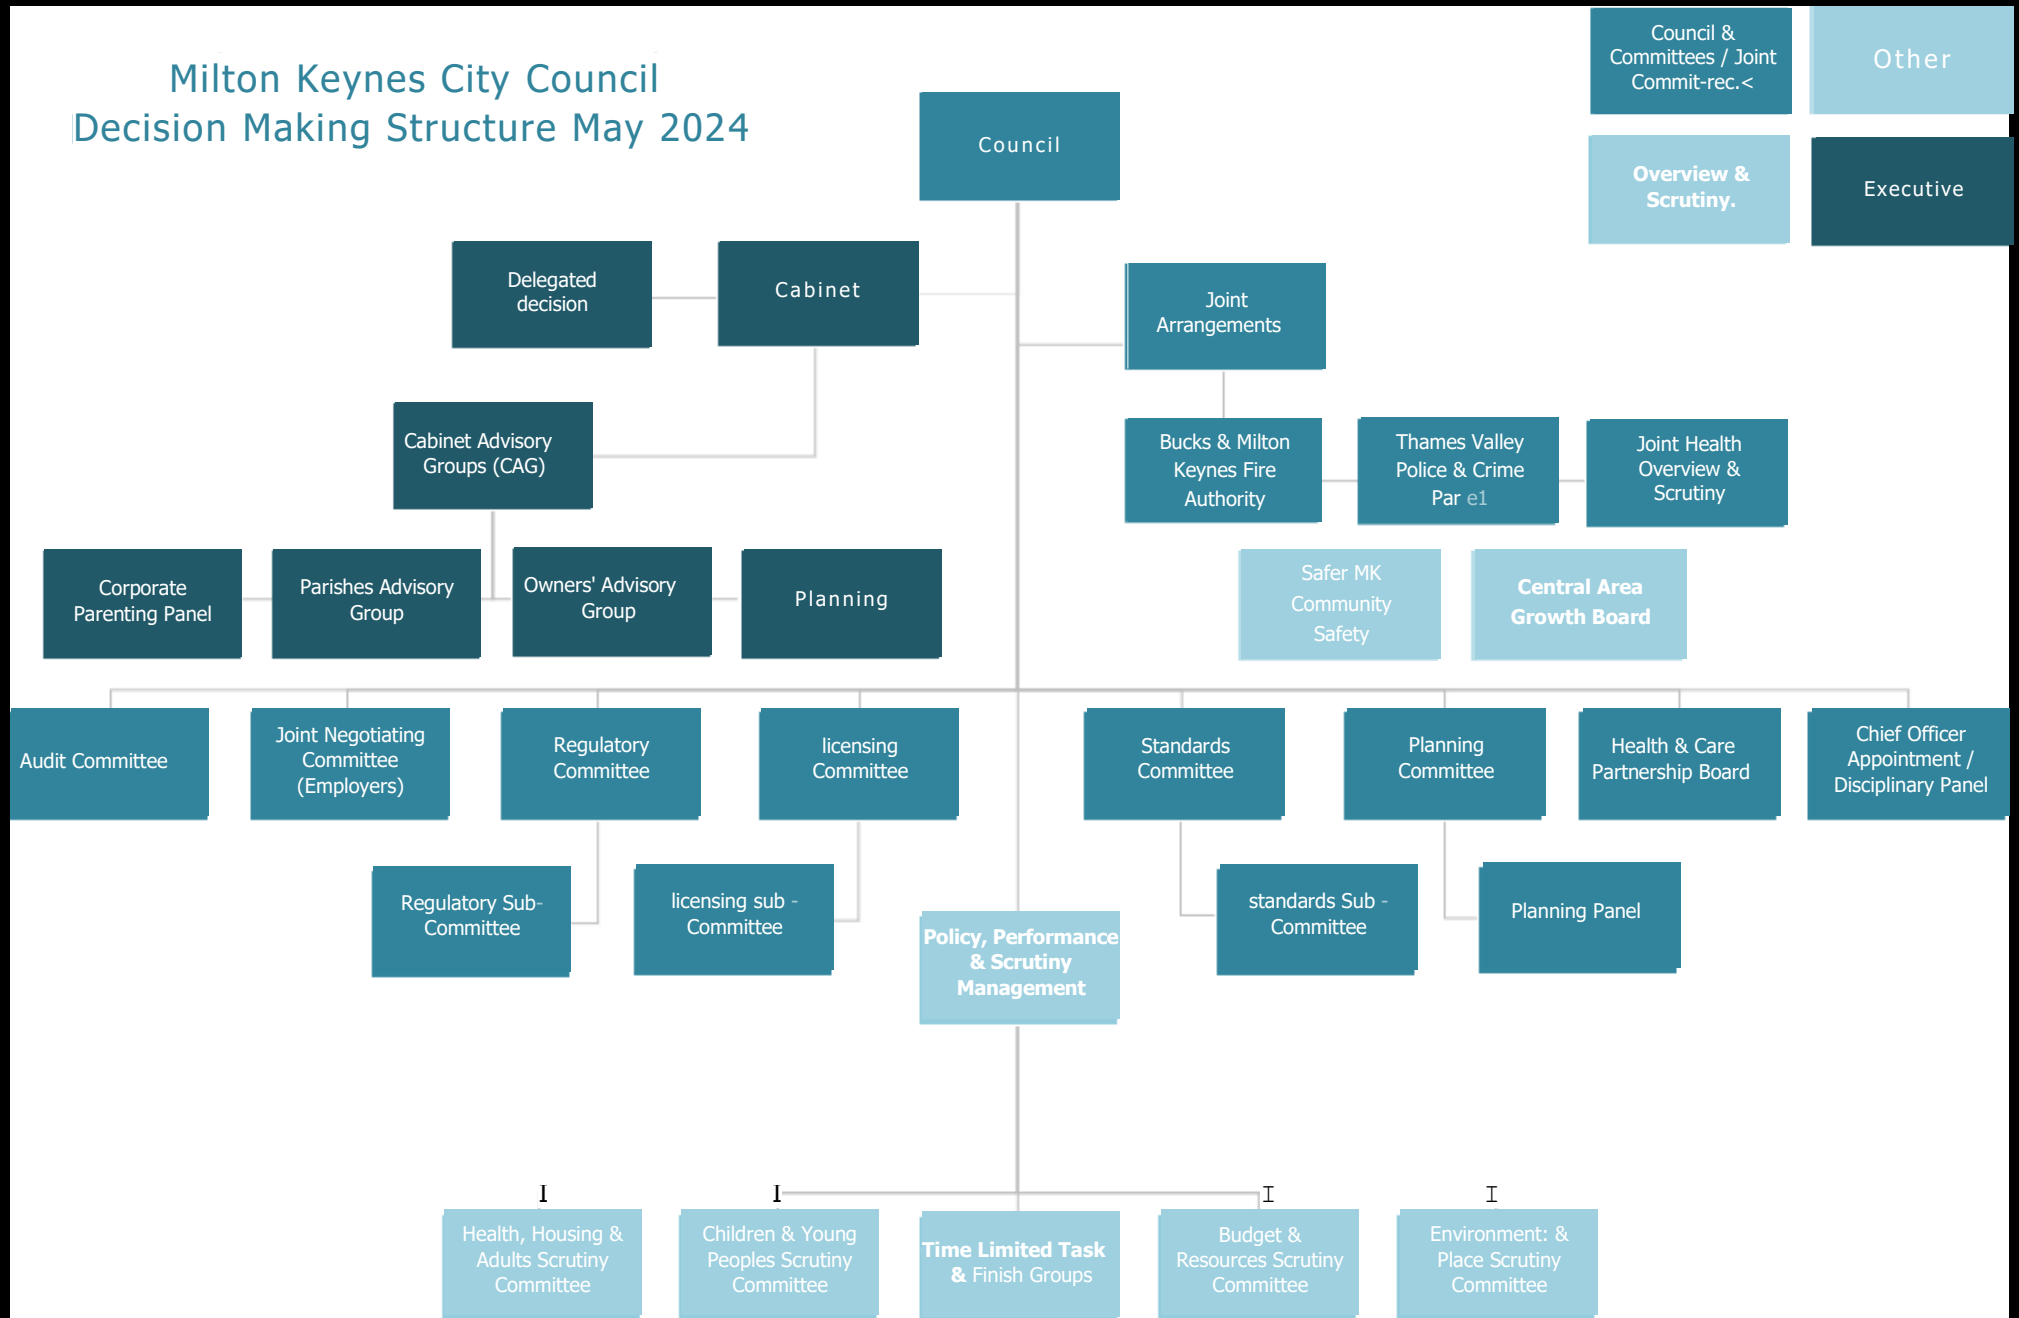 Milton Keynes City Council
Decision Making Structure May 2024
Council &
Committees / Joint
Commit-rec.<
Other
Overview &
Scrutiny.
Executive
Council
Delegated
decision
Cabinet
Joint
Arrangements
Cabinet Advisory
Groups (CAG)
Bucks & Milton
Keynes Fire
Authority
Thames Valley
Police & Crime
Par e1
Joint Health
Overview &
Scrutiny
Corporate
Parenting Panel
Parishes Advisory
Group
Owners' Advisory
Group
Planning
Safer MK
Community
Safety
Central Area
Growth Board
Audit Committee
Joint Negotiating
Committee
(Employers)
Regulatory
Committee
licensing
Committee
Standards
Committee
Planning
Committee
Health & Care
Partnership Board
Chief Officer
Appointment /
Disciplinary Panel
Regulatory Sub-
Committee
licensing sub -
Committee
standards Sub -
Committee
Planning Panel
Policy, Performance
& Scrutiny
Management
I I I I
Health, Housing &
Adults Scrutiny
Committee
Children & Young
Peoples Scrutiny
Committee
Time Limited Task
& Finish Groups
Budget &
Resources Scrutiny
Committee
Environment: &
Place Scrutiny
Committee